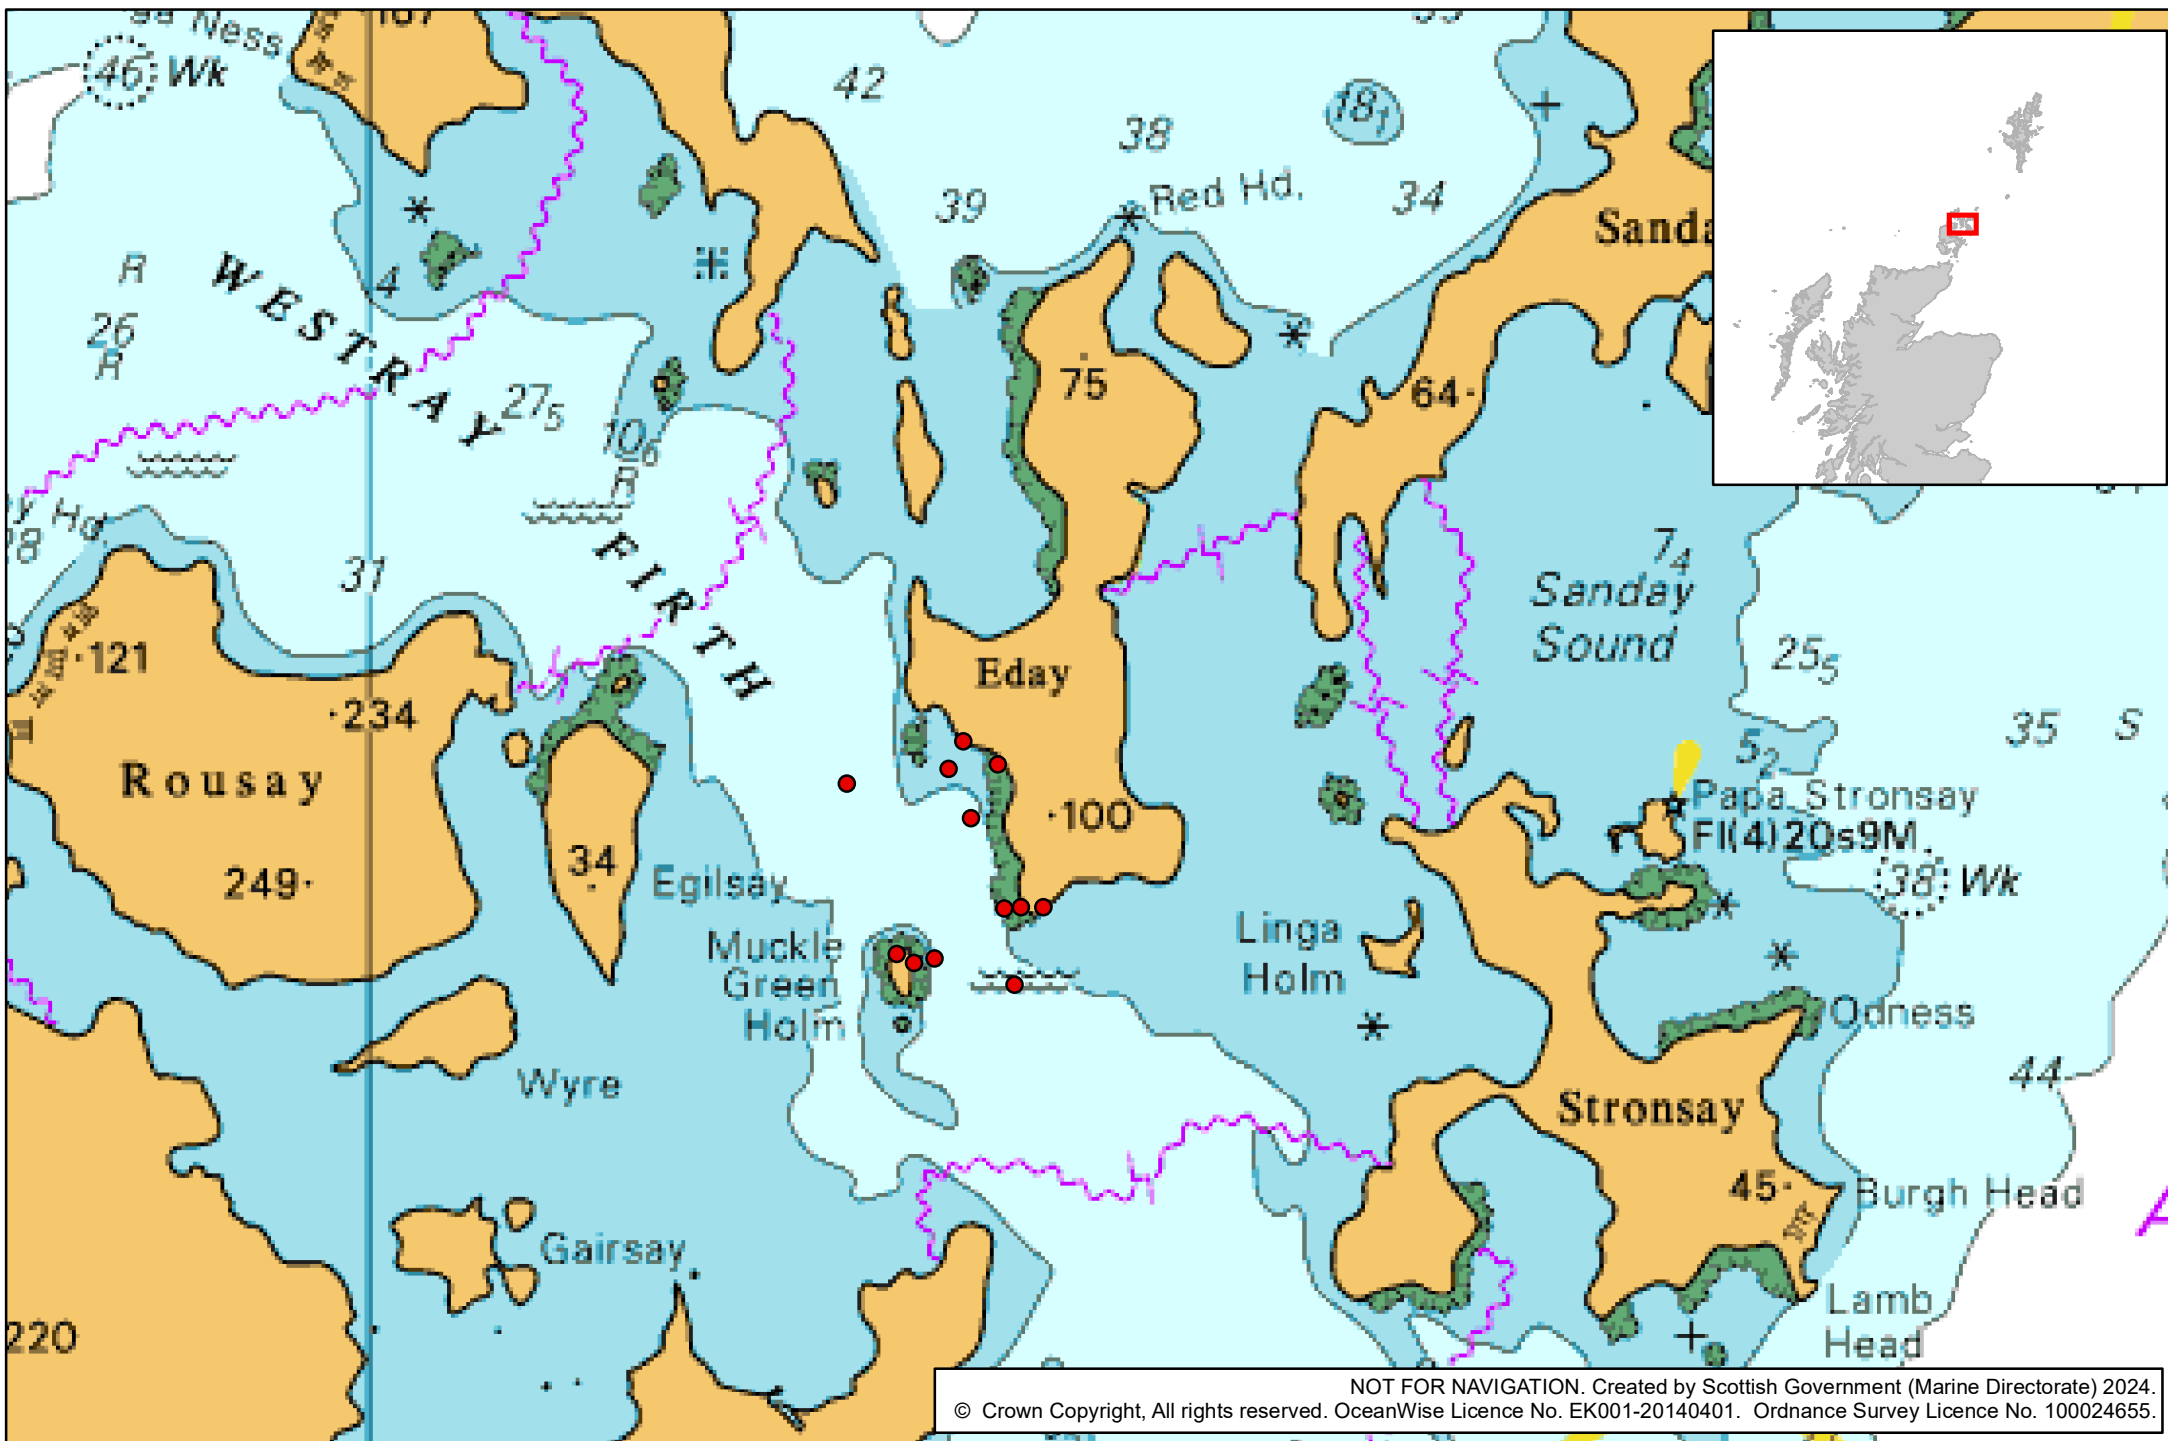 167
Ness
46 Wk
42
38
18₁
39
Red Hd.
34
Sanda
R
4
WESTRAY FIRTH
26
R
27₅
10₆
R
75
64
y Hd.
31
7₄
Sanday
Sound
121
234
Eday
25₅
35
S
5₂
Rousay
Papa Stronsay
Fl(4)20s9M
100
34
249
Egilsay
38 Wk
Muckle
Green
Holm
Linga
Holm
Odness
Wyre
44
Stronsay
45
Burgh Head
Gairsay
Lamb
Head
220
NOT FOR NAVIGATION. Created by Scottish Government (Marine Directorate) 2024.
© Crown Copyright, All rights reserved. OceanWise Licence No. EK001-20140401. Ordnance Survey Licence No. 100024655.